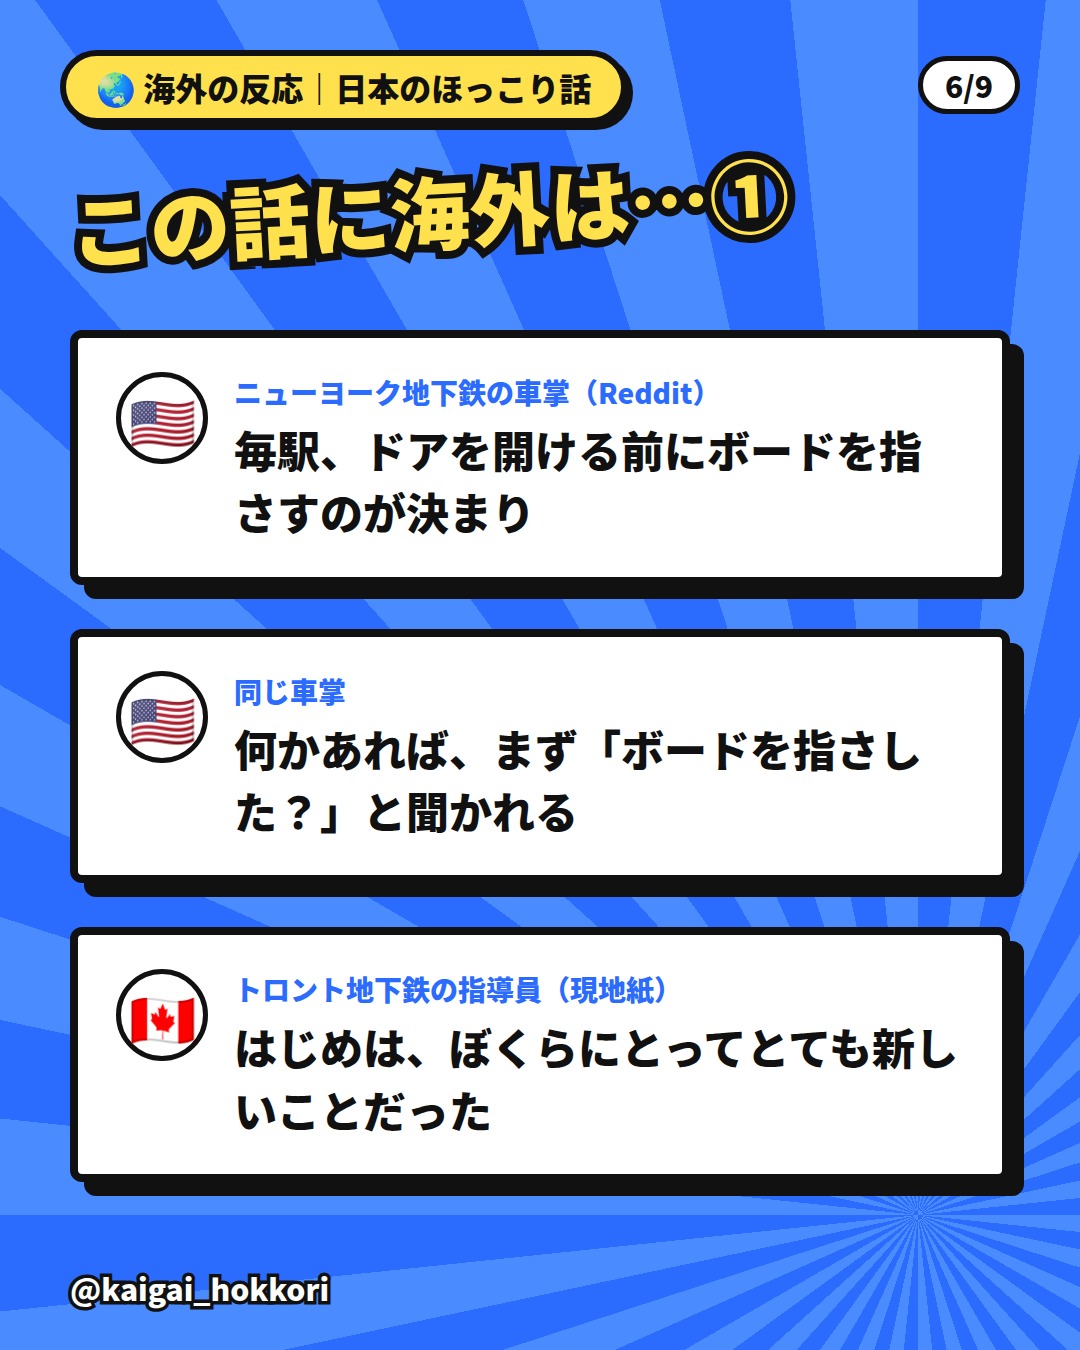 🌏 海外の反応｜日本のほっこり話
6/9
この話に海外は…①
ニューヨーク地下鉄の車掌（Reddit）
毎駅、ドアを開ける前にボードを指
さすのが決まり
同じ車掌
何かあれば、まず「ボードを指さし
た？」と聞かれる
トロント地下鉄の指導員（現地紙）
はじめは、ぼくらにとってとても新し
いことだった
@kaigai_hokkori